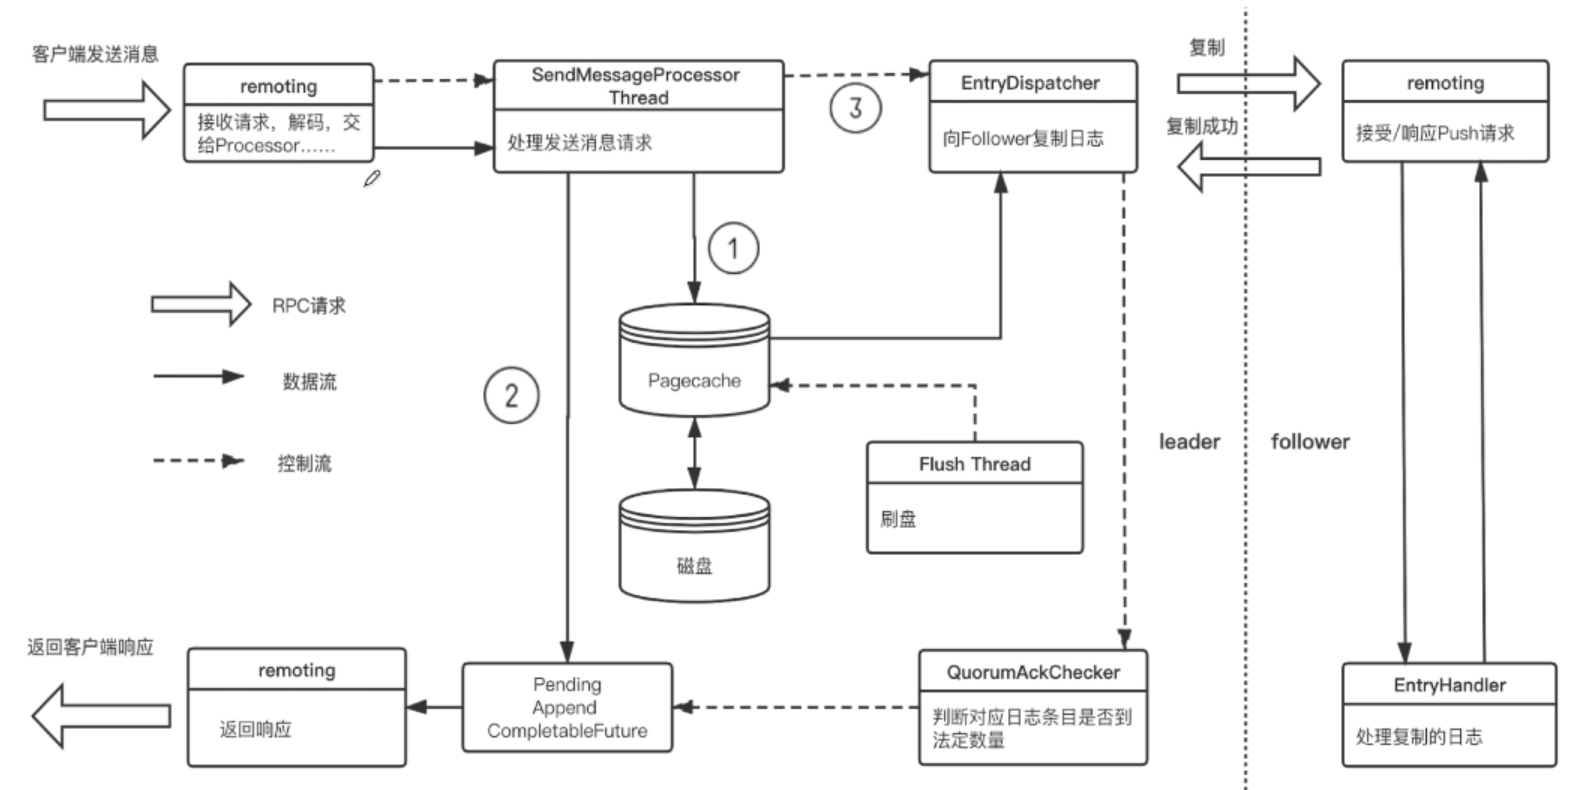 客户端发送消息
remoting
接收请求，解码，交
给Processor......
SendMessageProcessor
Thread
处理发送消息请求
3
EntryDispatcher
向Follower复制日志
复制
复制成功
remoting
接受/响应Push请求
1
RPC请求
数据流
控制流
2
Pagecache
磁盘
Flush Thread
刷盘
leader
follower
返回客户端响应
remoting
返回响应
Pending
Append
CompletableFuture
QuorumAckChecker
判断对应日志条目是否到
法定数量
EntryHandler
处理复制的日志